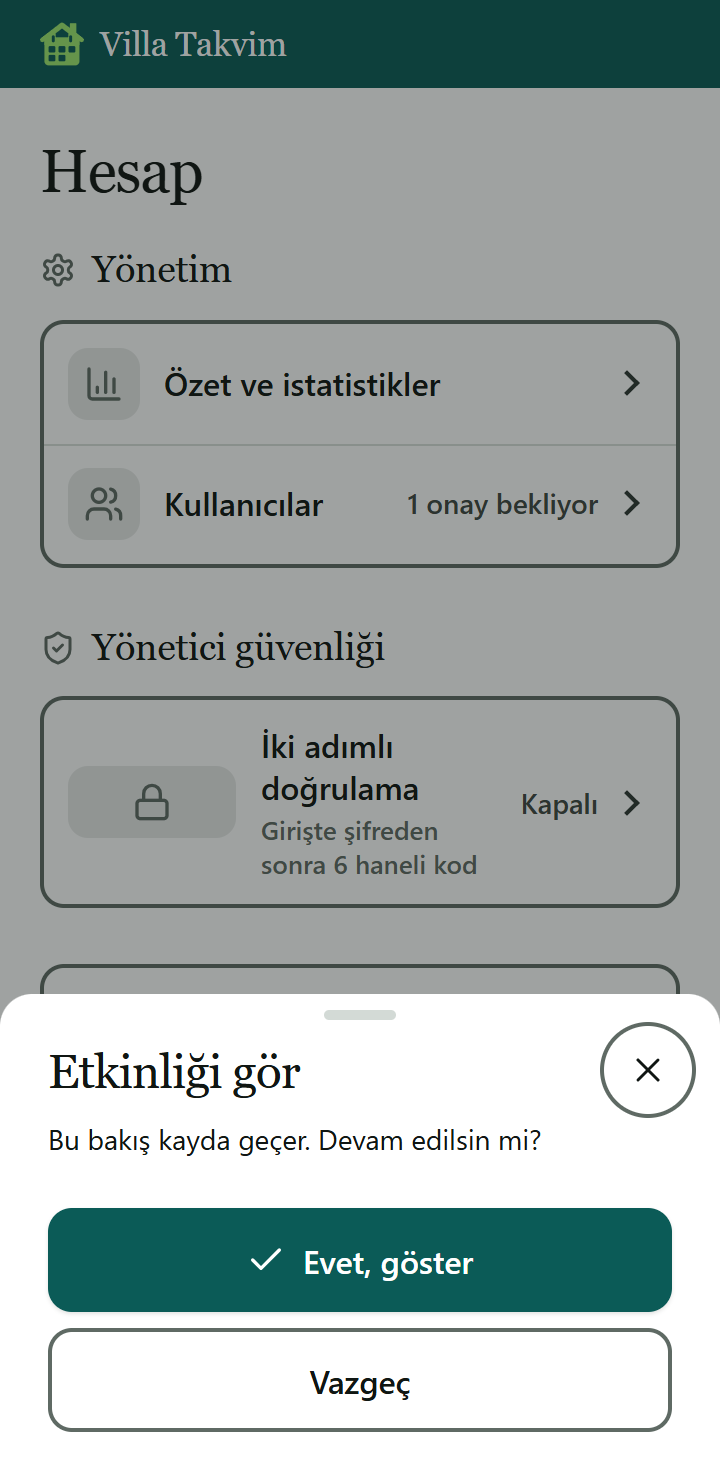 Villa Takvim
Hesap
Yönetim
Özet ve istatistikler
Kullanıcılar
1 onay bekliyor
Yönetici güvenliği
İki adımlı
doğrulama
Girişte şifreden
sonra 6 haneli kod
Kapalı
Etkinliği gör
Bu bakış kayda geçer. Devam edilsin mi?
Evet, göster
Vazgeç